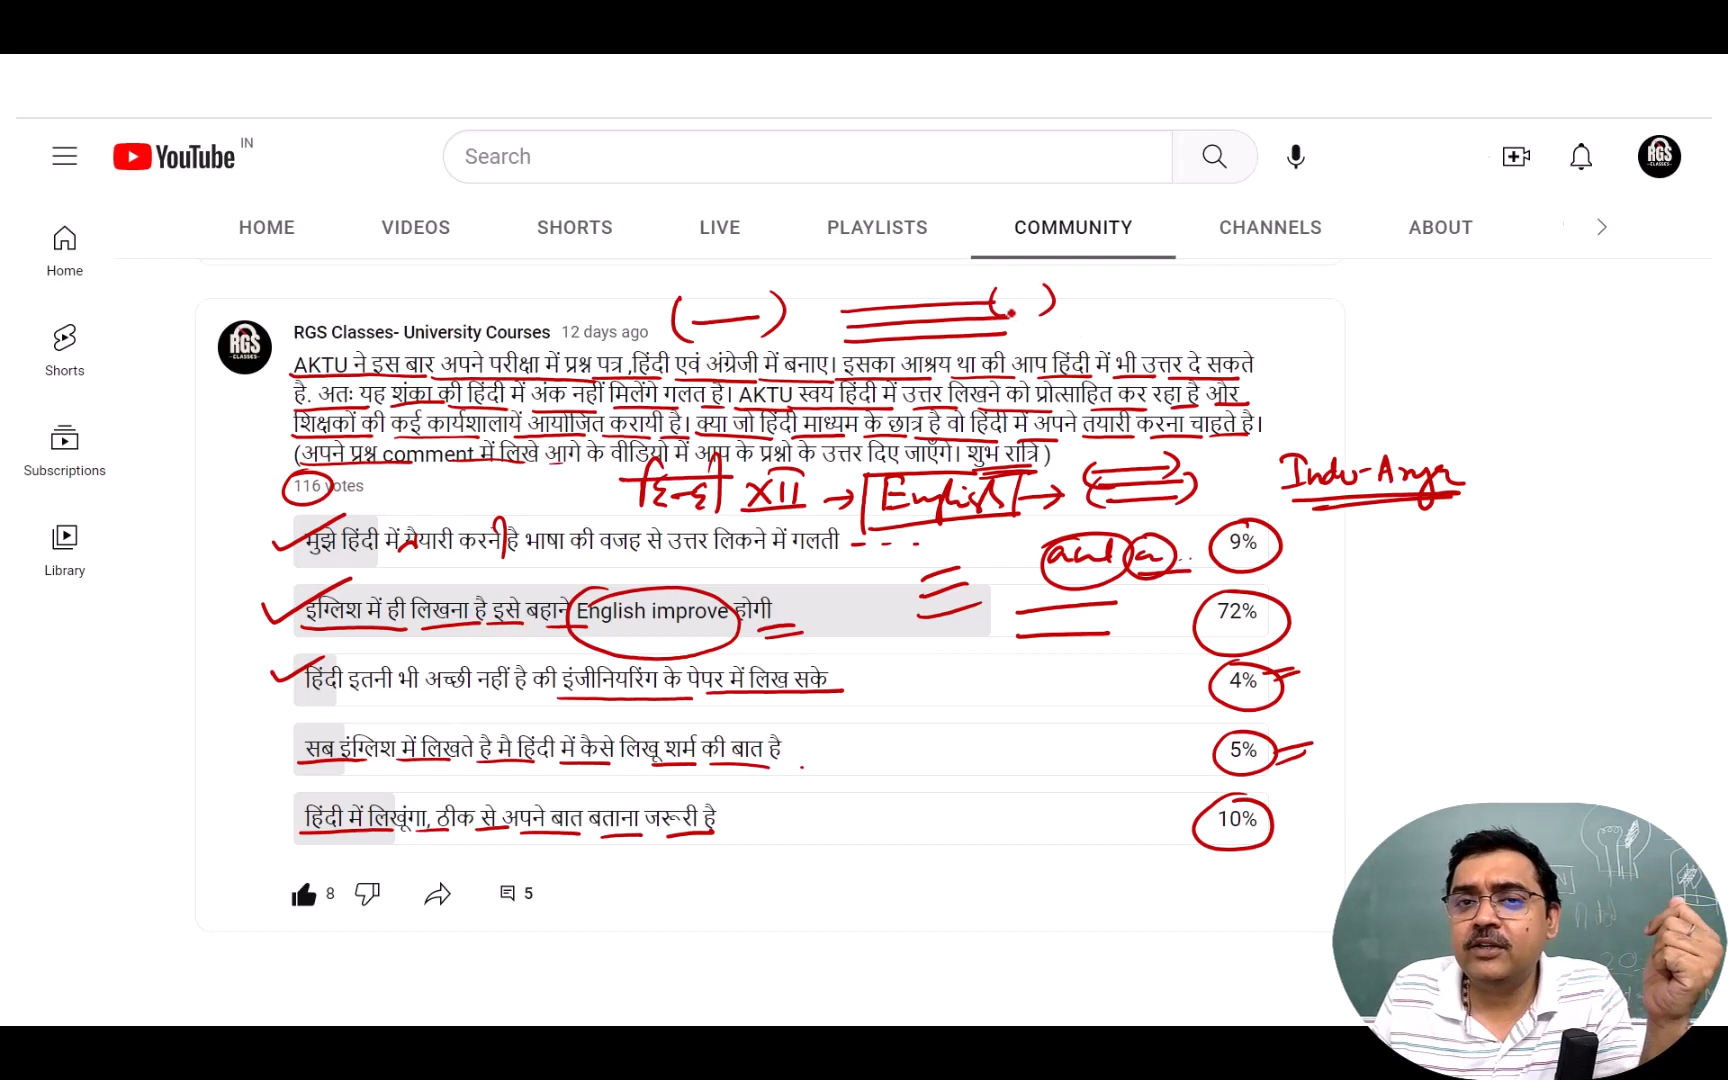 YouTube IN
Search
RGS
CLASSES
HOME VIDEOS SHORTS LIVE PLAYLISTS COMMUNITY CHANNELS ABOUT
Home
Shorts
Subscriptions
Library
RGS
CLASSES
RGS Classes- University Courses 12 days ago
AKTU ने इस बार अपने परीक्षा में प्रश्न पत्र ,हिंदी एवं अंग्रेजी में बनाए। इसका आश्रय था की आप हिंदी में भी उत्तर दे सकते
है. अतः यह शंका की हिंदी में अंक नहीं मिलेंगे गलत है। AKTU स्वय हिंदी में उत्तर लिखने को प्रोत्साहित कर रहा है और
शिक्षकों की कई कार्यशालायें आयोजित करायी है। क्या जो हिंदी माध्यम के छात्र है वो हिंदी में अपने तयारी करना चाहते है।
(अपने प्रश्न comment में लिखे आगे के वीडियो में आप के प्रश्नो के उत्तर दिए जाएँगे। शुभ रात्रि )
116 votes
हिन्दी XII → English →
Indo-Arya
मुझे हिंदी में तैयारी करने है भाषा की वजह से उत्तर लिकने में गलती 9%
and a
इंग्लिश में ही लिखना है इसे बहाने English improve होगी 72%
हिंदी इतनी भी अच्छी नहीं है की इंजीनियरिंग के पेपर में लिख सके 4%
सब इंग्लिश में लिखते है मै हिंदी में कैसे लिखू शर्म की बात है 5%
हिंदी में लिखूंगा, ठीक से अपने बात बताना जरूरी है 10%
8 5